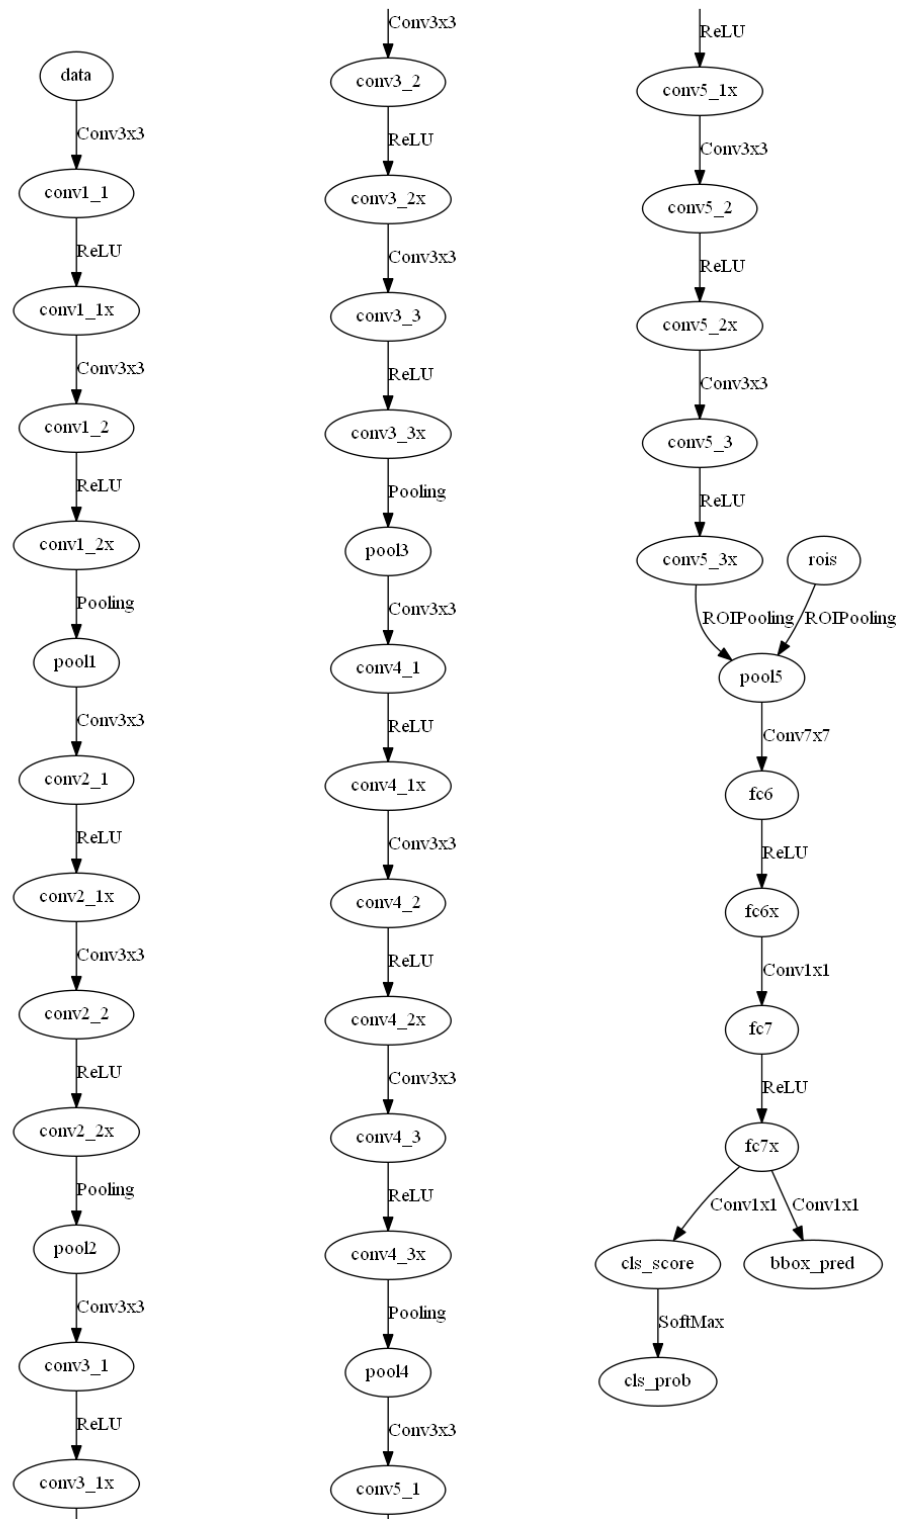 data
Conv3x3
conv1_1
ReLU
conv1_1x
Conv3x3
conv1_2
ReLU
conv1_2x
Pooling
pool1
Conv3x3
conv2_1
ReLU
conv2_1x
Conv3x3
conv2_2
ReLU
conv2_2x
Pooling
pool2
Conv3x3
conv3_1
ReLU
conv3_1x
Conv3x3
conv3_2
ReLU
conv3_2x
Conv3x3
conv3_3
ReLU
conv3_3x
Pooling
pool3
Conv3x3
conv4_1
ReLU
conv4_1x
Conv3x3
conv4_2
ReLU
conv4_2x
Conv3x3
conv4_3
ReLU
conv4_3x
Pooling
pool4
Conv3x3
conv5_1
ReLU
conv5_1x
Conv3x3
conv5_2
ReLU
conv5_2x
Conv3x3
conv5_3
ReLU
conv5_3x
rois
ROIPooling
ROIPooling
pool5
Conv7x7
fc6
ReLU
fc6x
Conv1x1
fc7
ReLU
fc7x
Conv1x1
Conv1x1
cls_score
bbox_pred
SoftMax
cls_prob